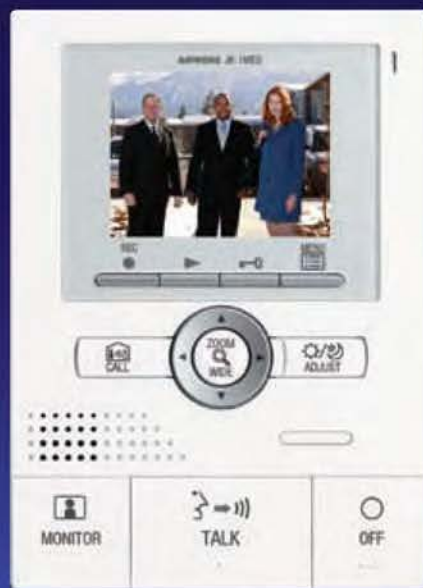 REC
MENU
CALL
ZOOM
WIDE
ADJUST
MONITOR
TALK
OFF